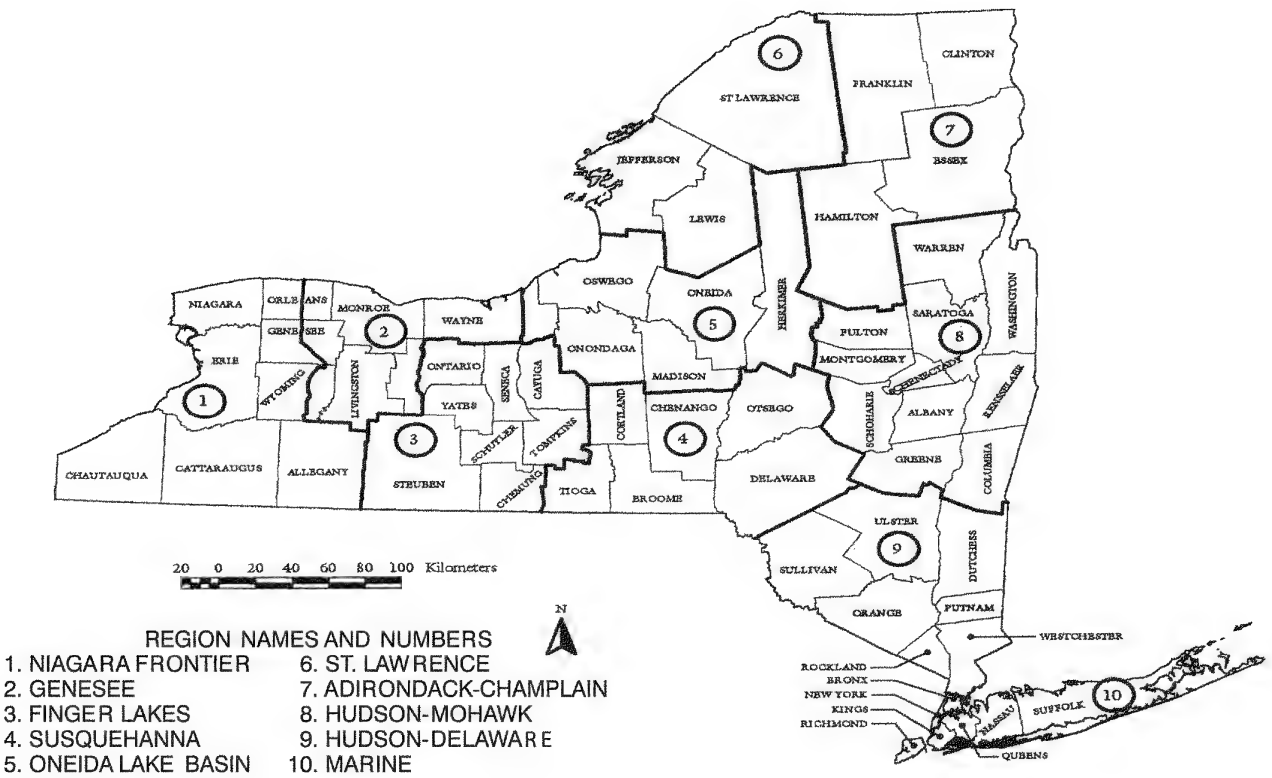 6
CLINTON
FRANKLIN
ST LAWRENCE
7
JEFFERSON
ESSEX
LEWIS
HAMILTON
WARREN
OSWEGO
ONEIDA
HERKIMER
WASHINGTON
NIAGARA
ORLEANS
MONROE
WAYNE
2
5
SARATOGA
8
GENESEE
FULTON
ERIE
ONONDAGA
MONTGOMERY
ONTARIO
SENECA
CAYUGA
MADISON
SCHENECTADY
WYOMING
LIVINGSTON
1
YATES
CORTLAND
CHENANGO
OTSEGO
SCHOHARIE
ALBANY
RENSSELAER
3
SCHUYLER
TOMPKINS
4
GREENE
COLUMBIA
CHAUTAUQUA
CATTARAUGUS
ALLEGANY
STEUBEN
CHEMUNG
TIOGA
BROOME
DELAWARE
ULSTER
9
DUTCHESS
SULLIVAN
20 0 20 40 60 80 100 Kilometers
ORANGE
PUTNAM
N
WESTCHESTER
ROCKLAND
BRONX
NEW YORK
KINGS
RICHMOND
NASSAU
SUFFOLK
10
QUEENS
REGION NAMES AND NUMBERS
1. NIAGARA FRONTIER
2. GENESEE
3. FINGER LAKES
4. SUSQUEHANNA
5. ONEIDA LAKE BASIN
6. ST. LAWRENCE
7. ADIRONDACK-CHAMPLAIN
8. HUDSON-MOHAWK
9. HUDSON-DELAWARE
10. MARINE